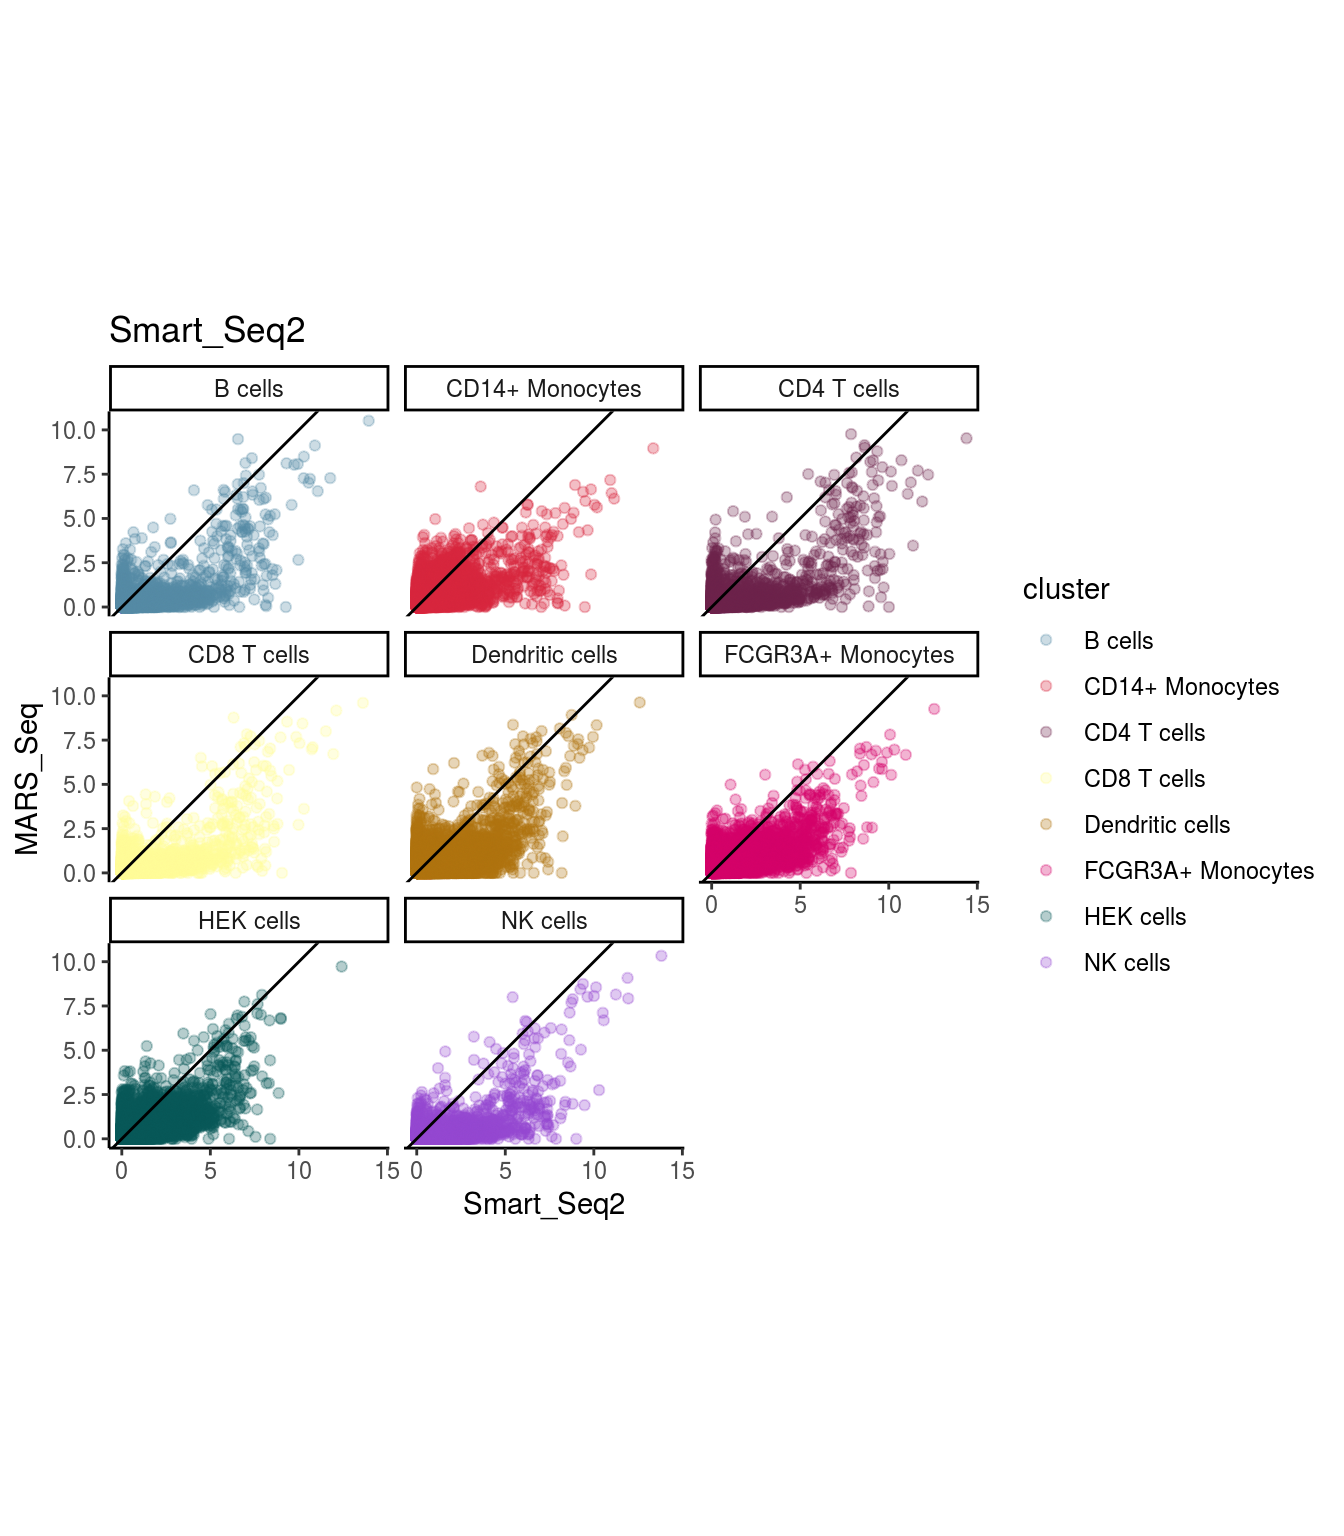 Smart_Seq2
B cells
CD14+ Monocytes
CD4 T cells
10.0
7.5
5.0
2.5
0.0
CD8 T cells
Dendritic cells
FCGR3A+ Monocytes
10.0
7.5
5.0
2.5
0.0
0 5 10 15
HEK cells
NK cells
10.0
7.5
5.0
2.5
0.0
0 5 10 15
0 5 10 15
MARS_Seq
Smart_Seq2
cluster
B cells
CD14+ Monocytes
CD4 T cells
CD8 T cells
Dendritic cells
FCGR3A+ Monocytes
HEK cells
NK cells